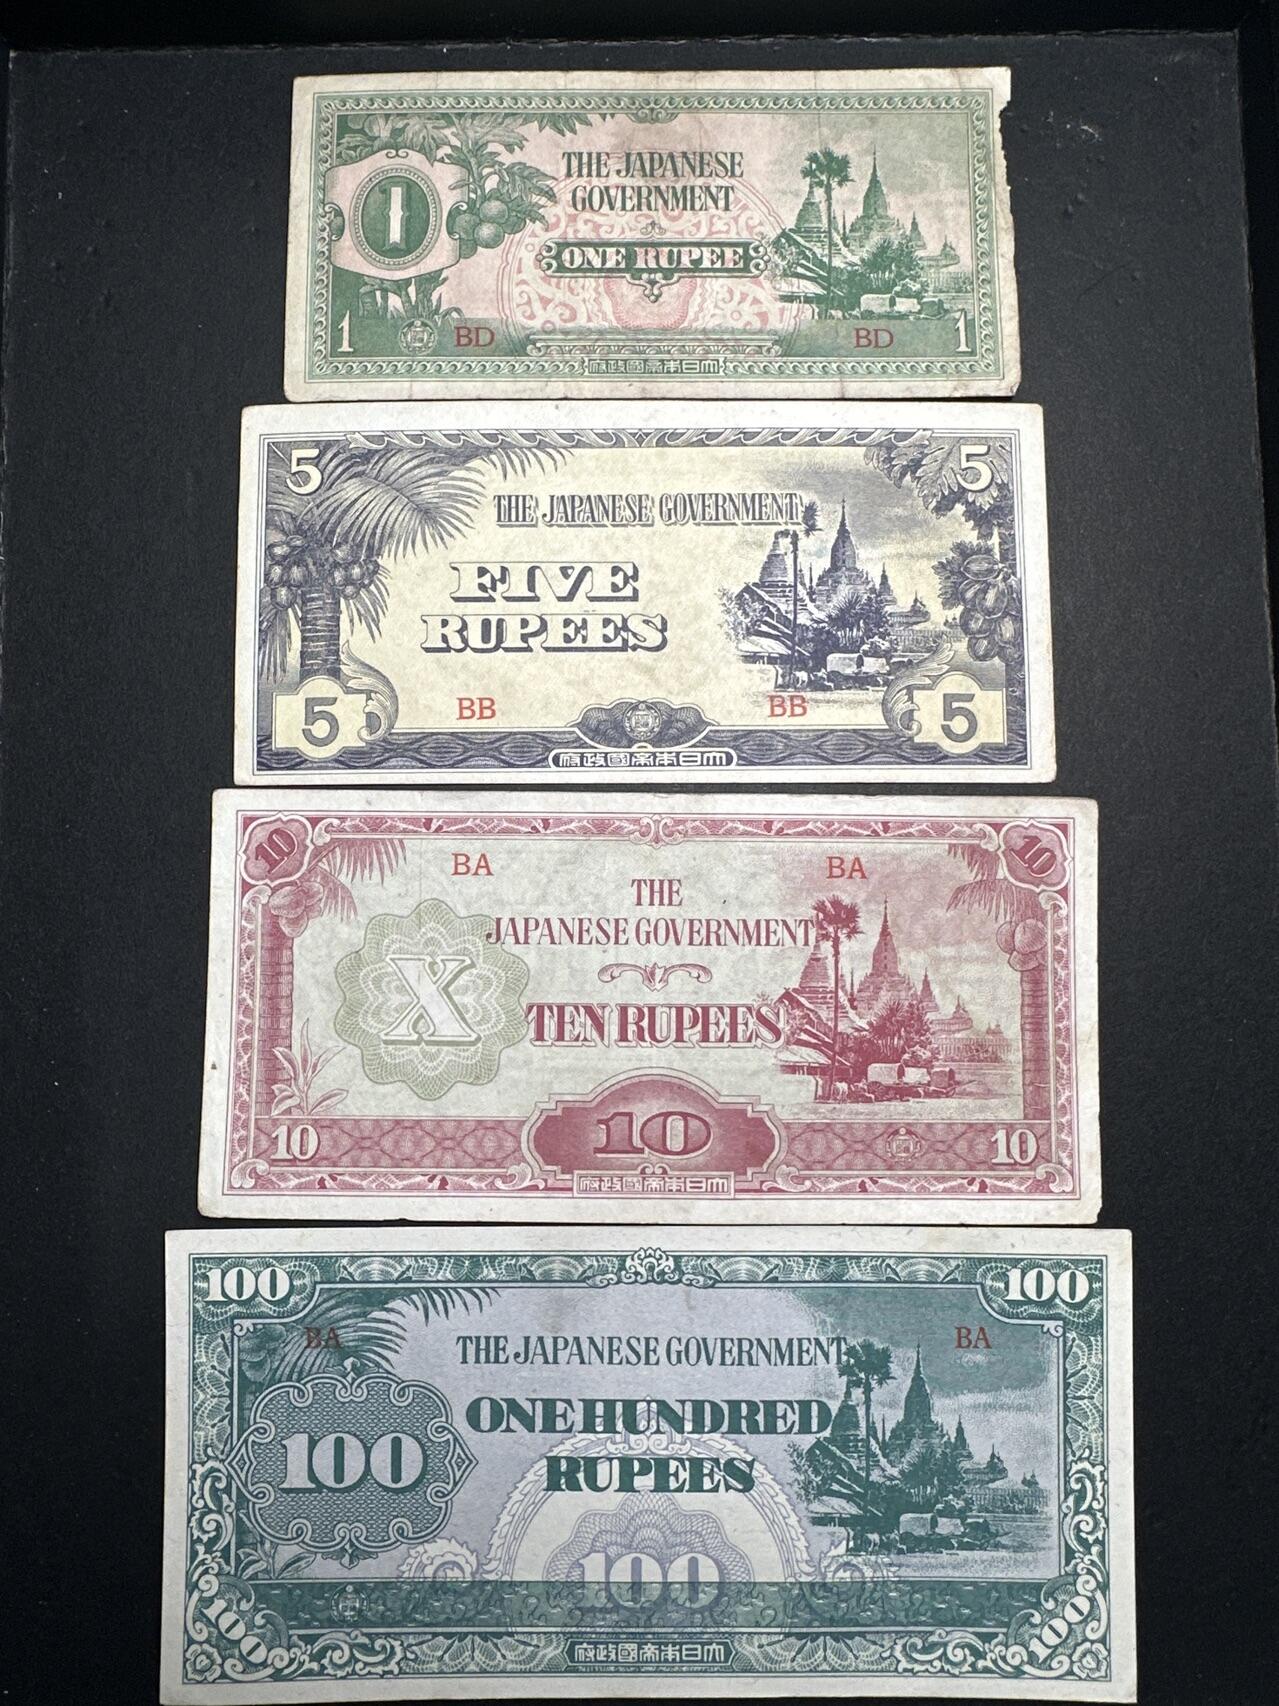 THE JAPANESE
GOVERNMENT
1
ONE RUPEE
1 BD BD 1
府政國帝本日大
5 5
THE JAPANESE GOVERNMENT
FIVE
RUPEES
5 BB BB 5
府政國帝本日大
10 BA BA 10
THE
JAPANESE GOVERNMENT
X TEN RUPEES
10 10 10
府政國帝本日大
100 100
BA BA
THE JAPANESE GOVERNMENT
ONE HUNDRED
100 RUPEES
100
100 100
府政國帝本日大